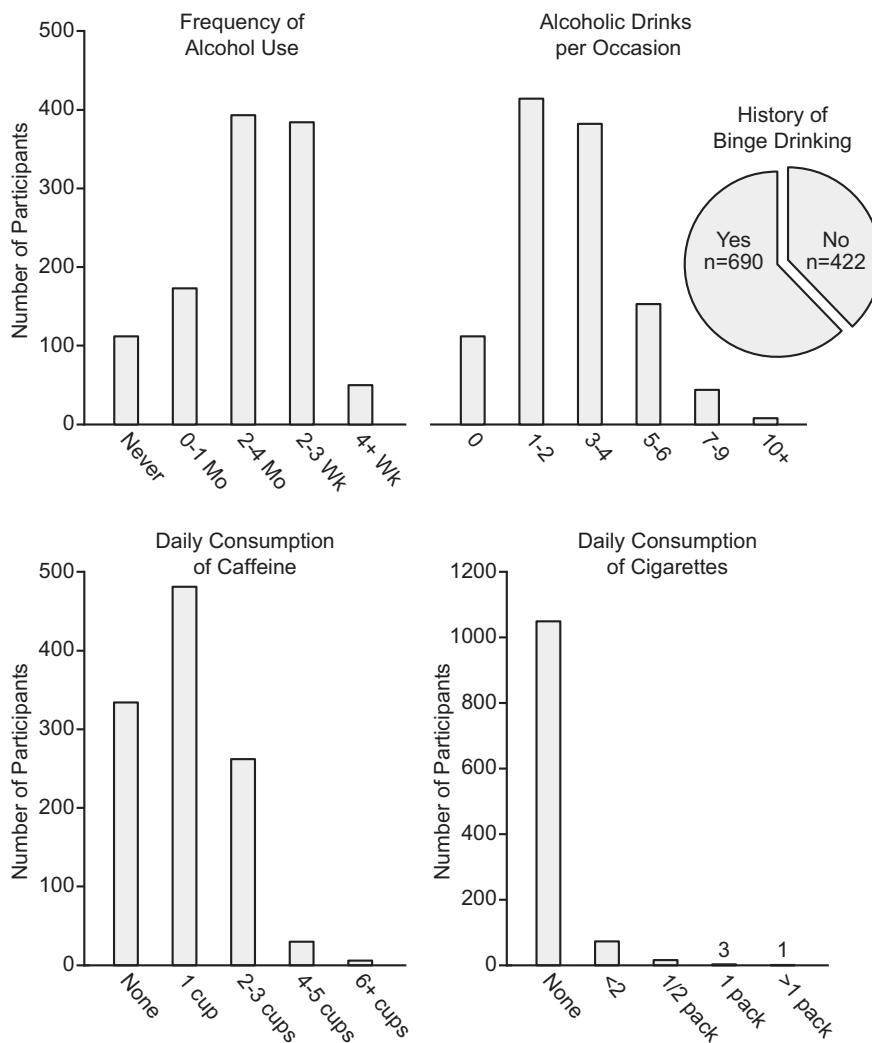 Frequency of
Alcohol Use
Number of Participants
500
400
300
200
100
0
Never
0-1 Mo
2-4 Mo
2-3 Wk
4+ Wk
Alcoholic Drinks
per Occasion
0
1-2
3-4
5-6
7-9
10+
History of
Binge Drinking
Yes
n=690
No
n=422
Daily Consumption
of Caffeine
Number of Participants
500
400
300
200
100
0
None
1 cup
2-3 cups
4-5 cups
6+ cups
Daily Consumption
of Cigarettes
Number of Participants
1200
1000
800
600
400
200
0
3
1
None
<2
1/2 pack
1 pack
>1 pack